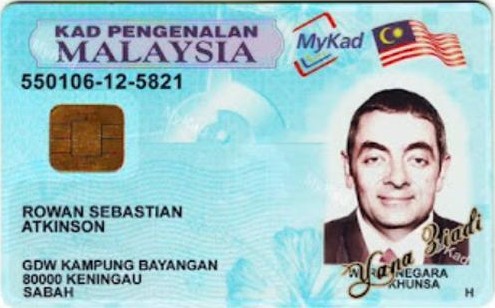 KAD PENGENALAN
MALAYSIA
MyKad
550106-12-5821
ROWAN SEBASTIAN
ATKINSON
GDW KAMPUNG BAYANGAN
80000 KENINGAU
SABAH
Yana Ziadi
NEGARA
KHUNSA
H